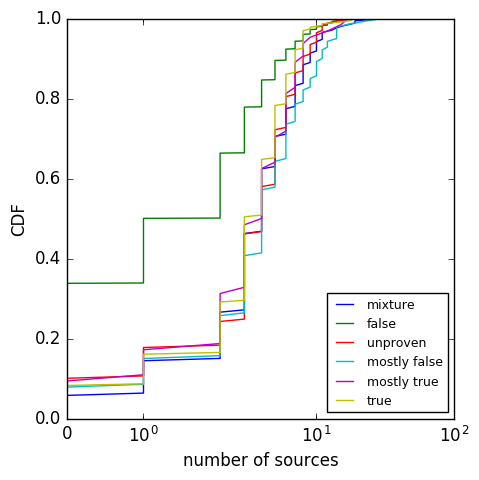 1.0
0.8
0.6
0.4
0.2
0.0
CDF
0 10^0 10^1 10^2
number of sources
mixture
false
unproven
mostly false
mostly true
true